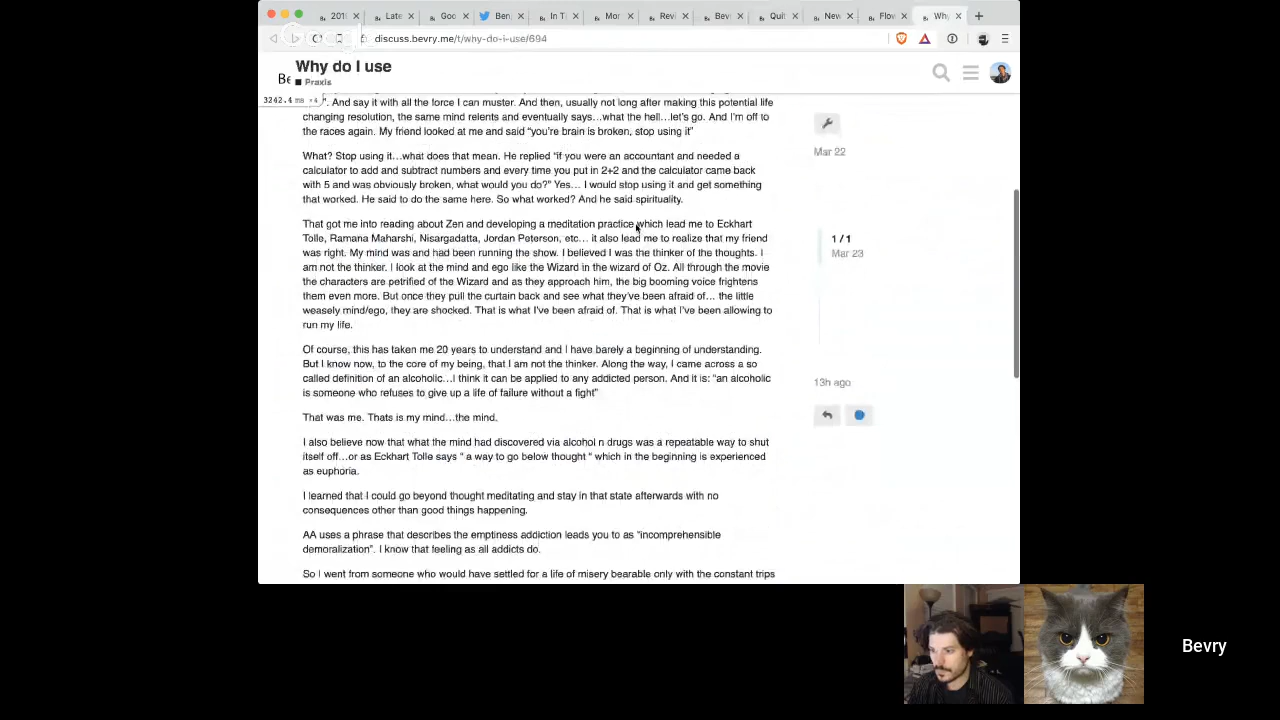 2019
Late
Goo
Ben
In T
Mor
Revi
Bevr
Quit
New
Flow
Why
discuss.bevry.me/t/why-do-i-use/694
Be
Why do I use
Praxis
3242.4 ms ×4
". And say it with all the force I can muster. And then, usually not long after making this potential life
changing resolution, the same mind relents and eventually says…what the hell…let's go. And I'm off to
the races again. My friend looked at me and said "you're brain is broken, stop using it"
What? Stop using it…what does that mean. He replied "if you were an accountant and needed a
calculator to add and subtract numbers and every time you put in 2+2 and the calculator came back
with 5 and was obviously broken, what would you do?" Yes… I would stop using it and get something
that worked. He said to do the same here. So what worked? And he said spirituality.
That got me into reading about Zen and developing a meditation practice which lead me to Eckhart
Tolle, Ramana Maharshi, Nisargadatta, Jordan Peterson, etc… it also lead me to realize that my friend
was right. My mind was and had been running the show. I believed I was the thinker of the thoughts. I
am not the thinker. I look at the mind and ego like the Wizard in the wizard of Oz. All through the movie
the characters are petrified of the Wizard and as they approach him, the big booming voice frightens
them even more. But once they pull the curtain back and see what they've been afraid of… the little
weasely mind/ego, they are shocked. That is what I've been afraid of. That is what I've been allowing to
run my life.
Of course, this has taken me 20 years to understand and I have barely a beginning of understanding.
But I know now, to the core of my being, that I am not the thinker. Along the way, I came across a so
called definition of an alcoholic…I think it can be applied to any addicted person. And it is: "an alcoholic
is someone who refuses to give up a life of failure without a fight"
That was me. Thats is my mind…the mind.
I also believe now that what the mind had discovered via alcohol n drugs was a repeatable way to shut
itself off…or as Eckhart Tolle says " a way to go below thought " which in the beginning is experienced
as euphoria.
I learned that I could go beyond thought meditating and stay in that state afterwards with no
consequences other than good things happening.
AA uses a phrase that describes the emptiness addiction leads you to as "incomprehensible
demoralization". I know that feeling as all addicts do.
So I went from someone who would have settled for a life of misery bearable only with the constant trips
Mar 22
1 / 1
Mar 23
13h ago
Bevry